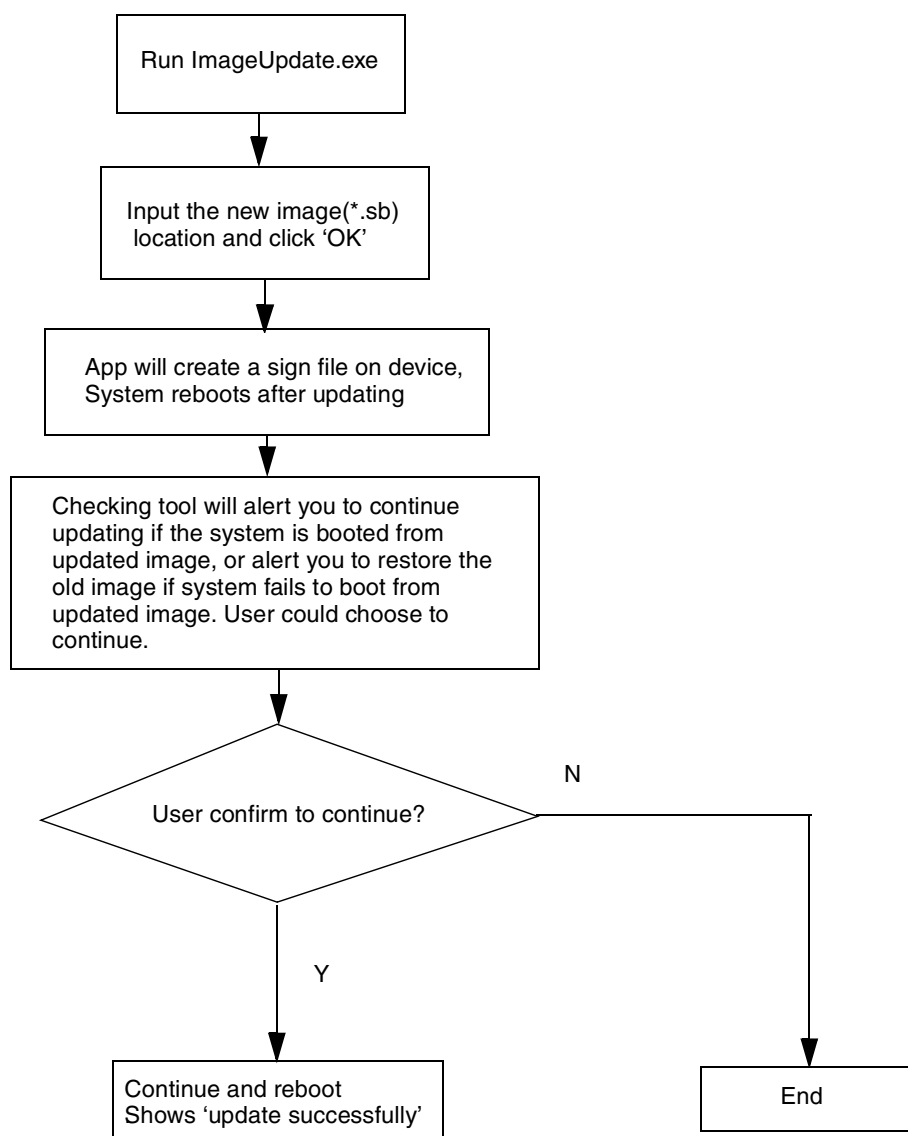 Run ImageUpdate.exe
Input the new image(*.sb)
location and click ‘OK’
App will create a sign file on device,
System reboots after updating
Checking tool will alert you to continue
updating if the system is booted from
updated image, or alert you to restore the
old image if system fails to boot from
updated image. User could choose to
continue.
User confirm to continue?
N
Y
Continue and reboot
Shows ‘update successfully’
End